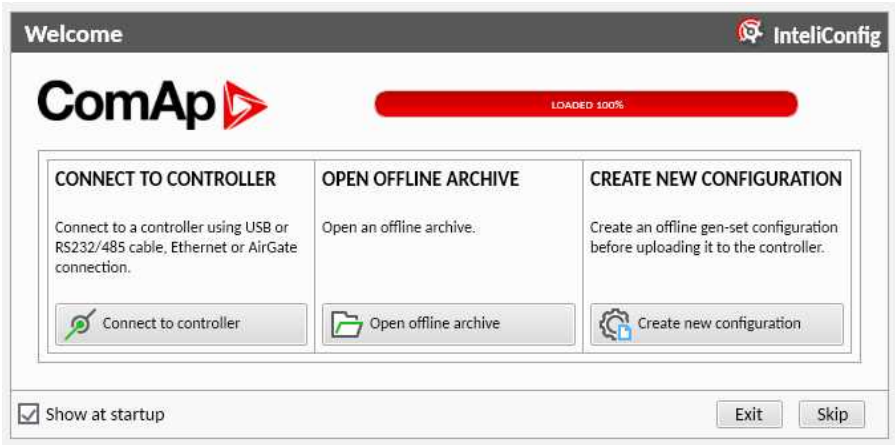 Welcome
InteliConfig
ComAp
LOADED 100%
CONNECT TO CONTROLLER
Connect to a controller using USB or
RS232/485 cable, Ethernet or AirGate
connection.
Connect to controller
OPEN OFFLINE ARCHIVE
Open an offline archive.
Open offline archive
CREATE NEW CONFIGURATION
Create an offline gen-set configuration
before uploading it to the controller.
Create new configuration
Show at startup
Exit
Skip